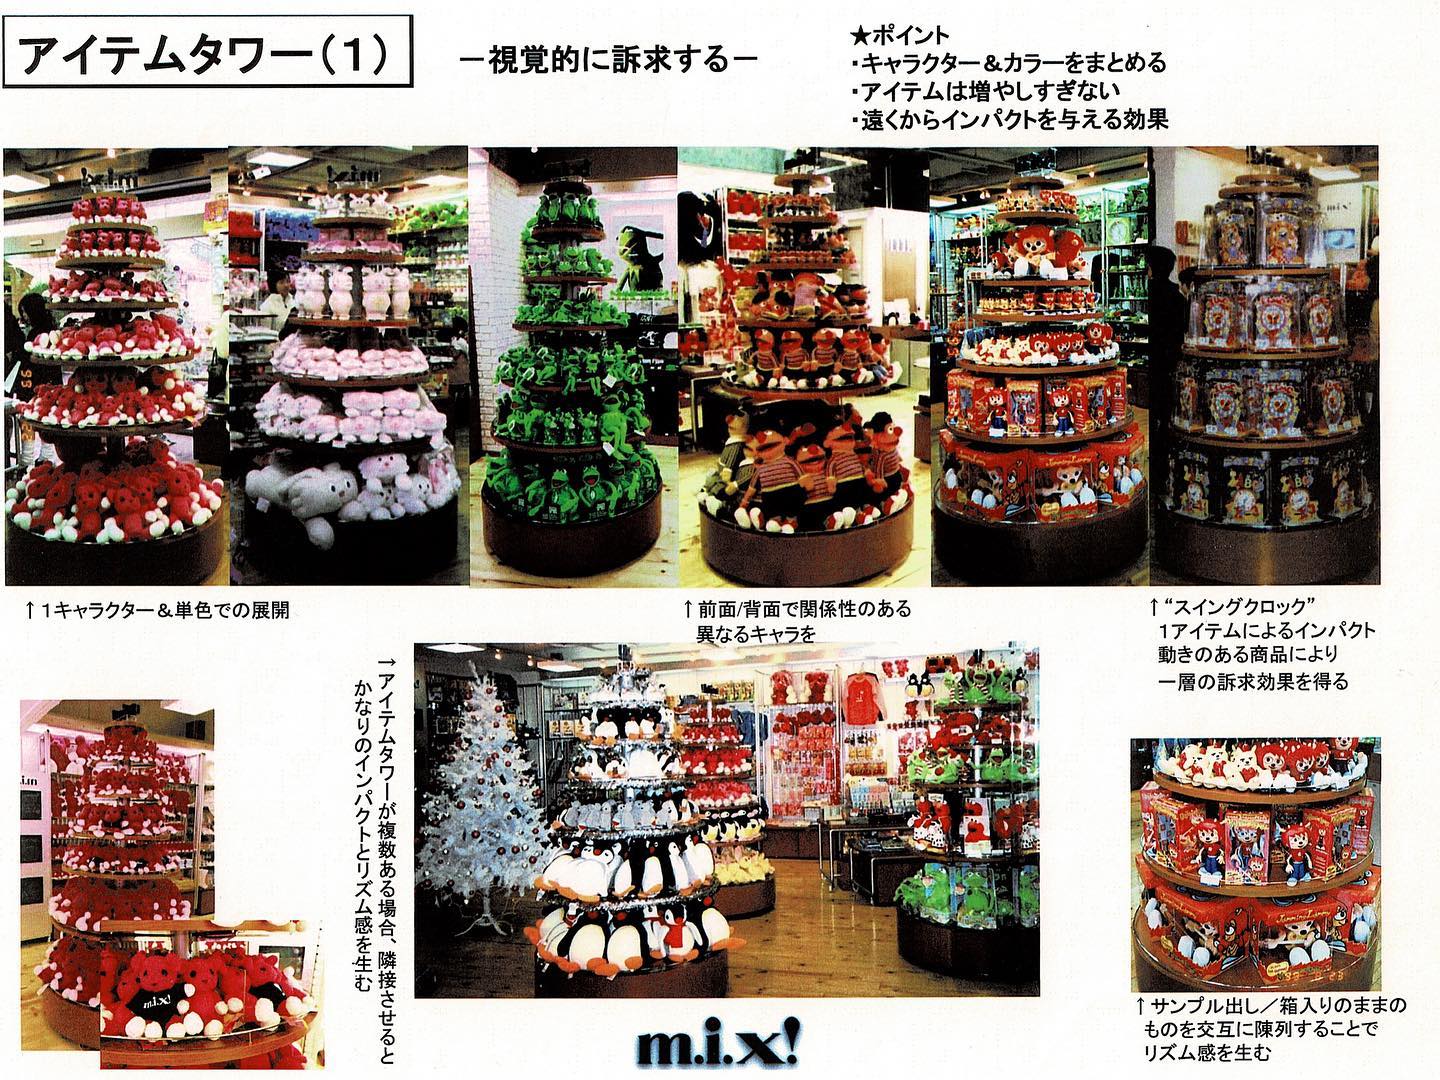 アイテムタワー（１）
－視覚的に訴求する－
★ポイント
・キャラクター＆カラーをまとめる
・アイテムは増やしすぎない
・遠くからインパクトを与える効果
m.i.x!
↑１キャラクター＆単色での展開
↑前面/背面で関係性のある
異なるキャラを
↑“スイングクロック”
１アイテムによるインパクト
動きのある商品により
一層の訴求効果を得る
→アイテムタワーが複数ある場合、隣接させると
かなりのインパクトとリズム感を生む
m.i.x!
m.i.x!
↑サンプル出し／箱入りのままの
ものを交互に陳列することで
リズム感を生む